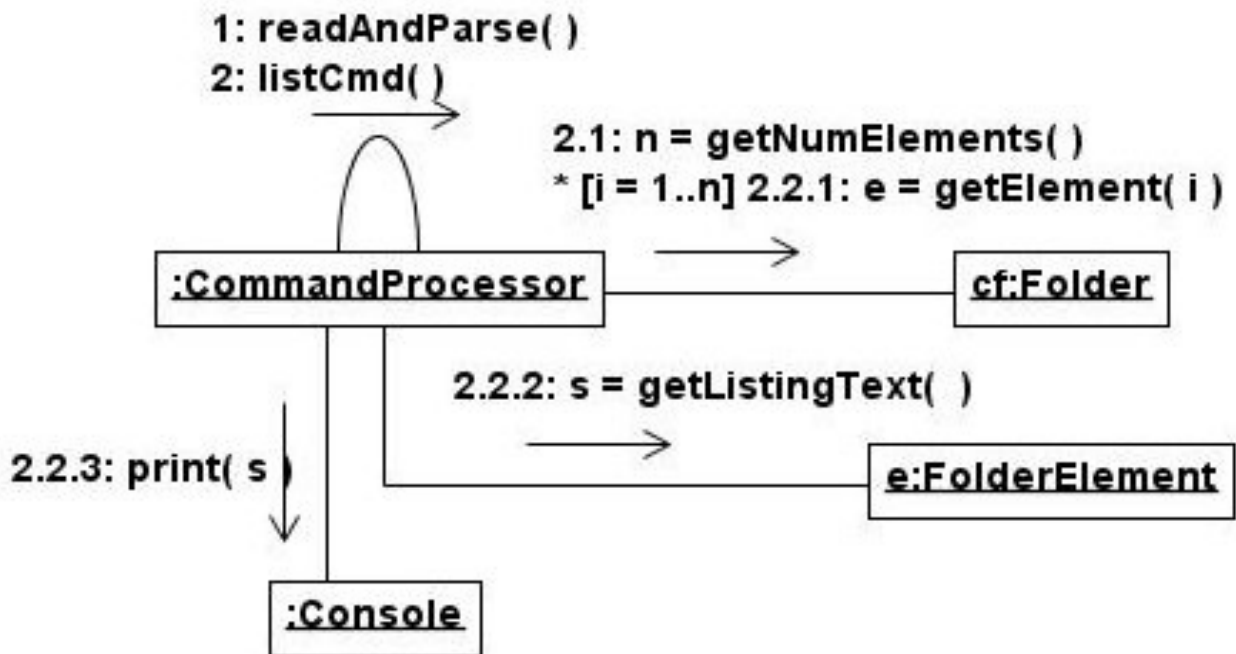 1: readAndParse( )
2: listCmd( )
2.1: n = getNumElements( )
* [i = 1..n] 2.2.1: e = getElement( i )
:CommandProcessor
cf:Folder
2.2.2: s = getListingText(  )
2.2.3: print( s )
e:FolderElement
:Console